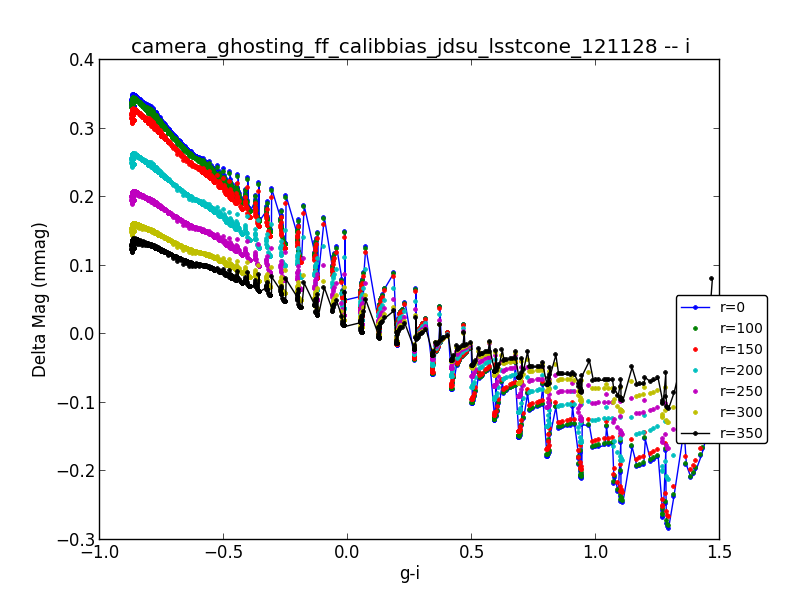 camera_ghosting_ff_calibbias_jdsu_lsstcone_121128 -- i
0.4
0.3
0.2
0.1
0.0
−0.1
−0.2
−0.3
Delta Mag (mmag)
−1.0
−0.5
0.0
0.5
1.0
1.5
g-i
r=0
r=100
r=150
r=200
r=250
r=300
r=350